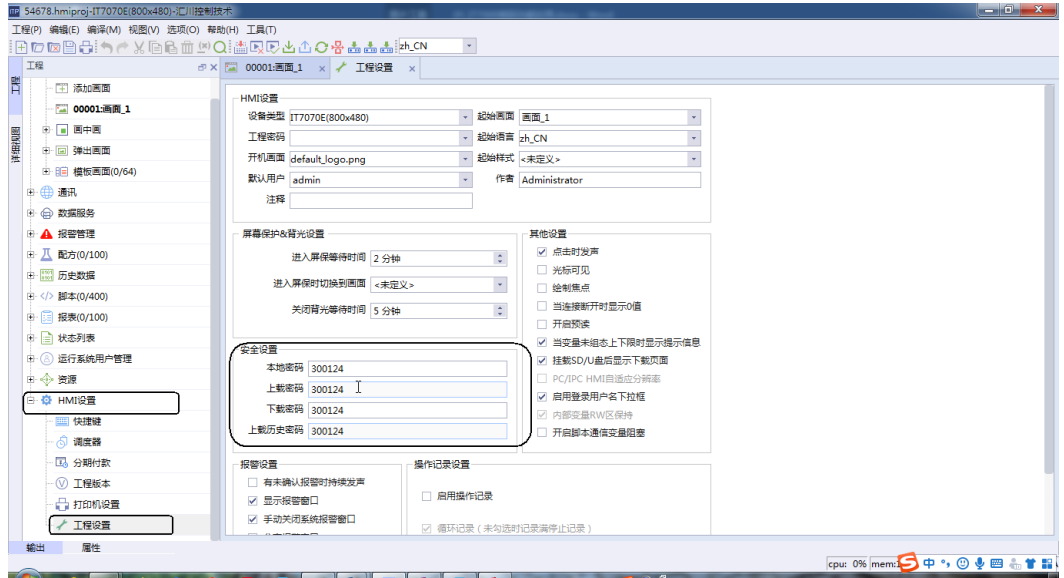 54678.hmiproj-IT7070E(800x480)-汇川控制技术
工程(P) 编辑(E) 编译(M) 视图(V) 选项(O) 帮助(H) 工具(T)
zh_CN
工程
00001:画面_1 × 工程设置 ×
工程
详细视图
添加画面
00001:画面_1
画中画
弹出画面
模板画面(0/64)
通讯
数据服务
报警管理
配方(0/100)
历史数据
脚本(0/400)
报表(0/100)
状态列表
运行系统用户管理
资源
HMI设置
快捷键
调度器
分期付款
工程版本
打印机设置
工程设置
HMI设置
设备类型 IT7070E(800x480) 起始画面 画面_1
工程密码 起始语言 zh_CN
开机画面 default_logo.png 起始样式 <未定义>
默认用户 admin 作者 Administrator
注释
屏幕保护&背光设置
进入屏保等待时间 2 分钟
进入屏保时切换到画面 <未定义>
关闭背光等待时间 5 分钟
其他设置
点击时发声
光标可见
绘制焦点
当连接断开时显示0值
开启预读
当变量未组态上下限时显示提示信息
挂载SD/U盘后显示下载页面
PC/IPC HMI自适应分辨率
启用登录用户名下拉框
内部变量RW区保持
开启脚本通信变量阻塞
安全设置
本地密码 300124
上载密码 300124
下载密码 300124
上载历史密码 300124
报警设置
有未确认报警时持续发声
显示报警窗口
手动关闭系统报警窗口
操作记录设置
启用操作记录
循环记录（未勾选时记录满停止记录）
输出 属性
cpu: 0% mem:
中